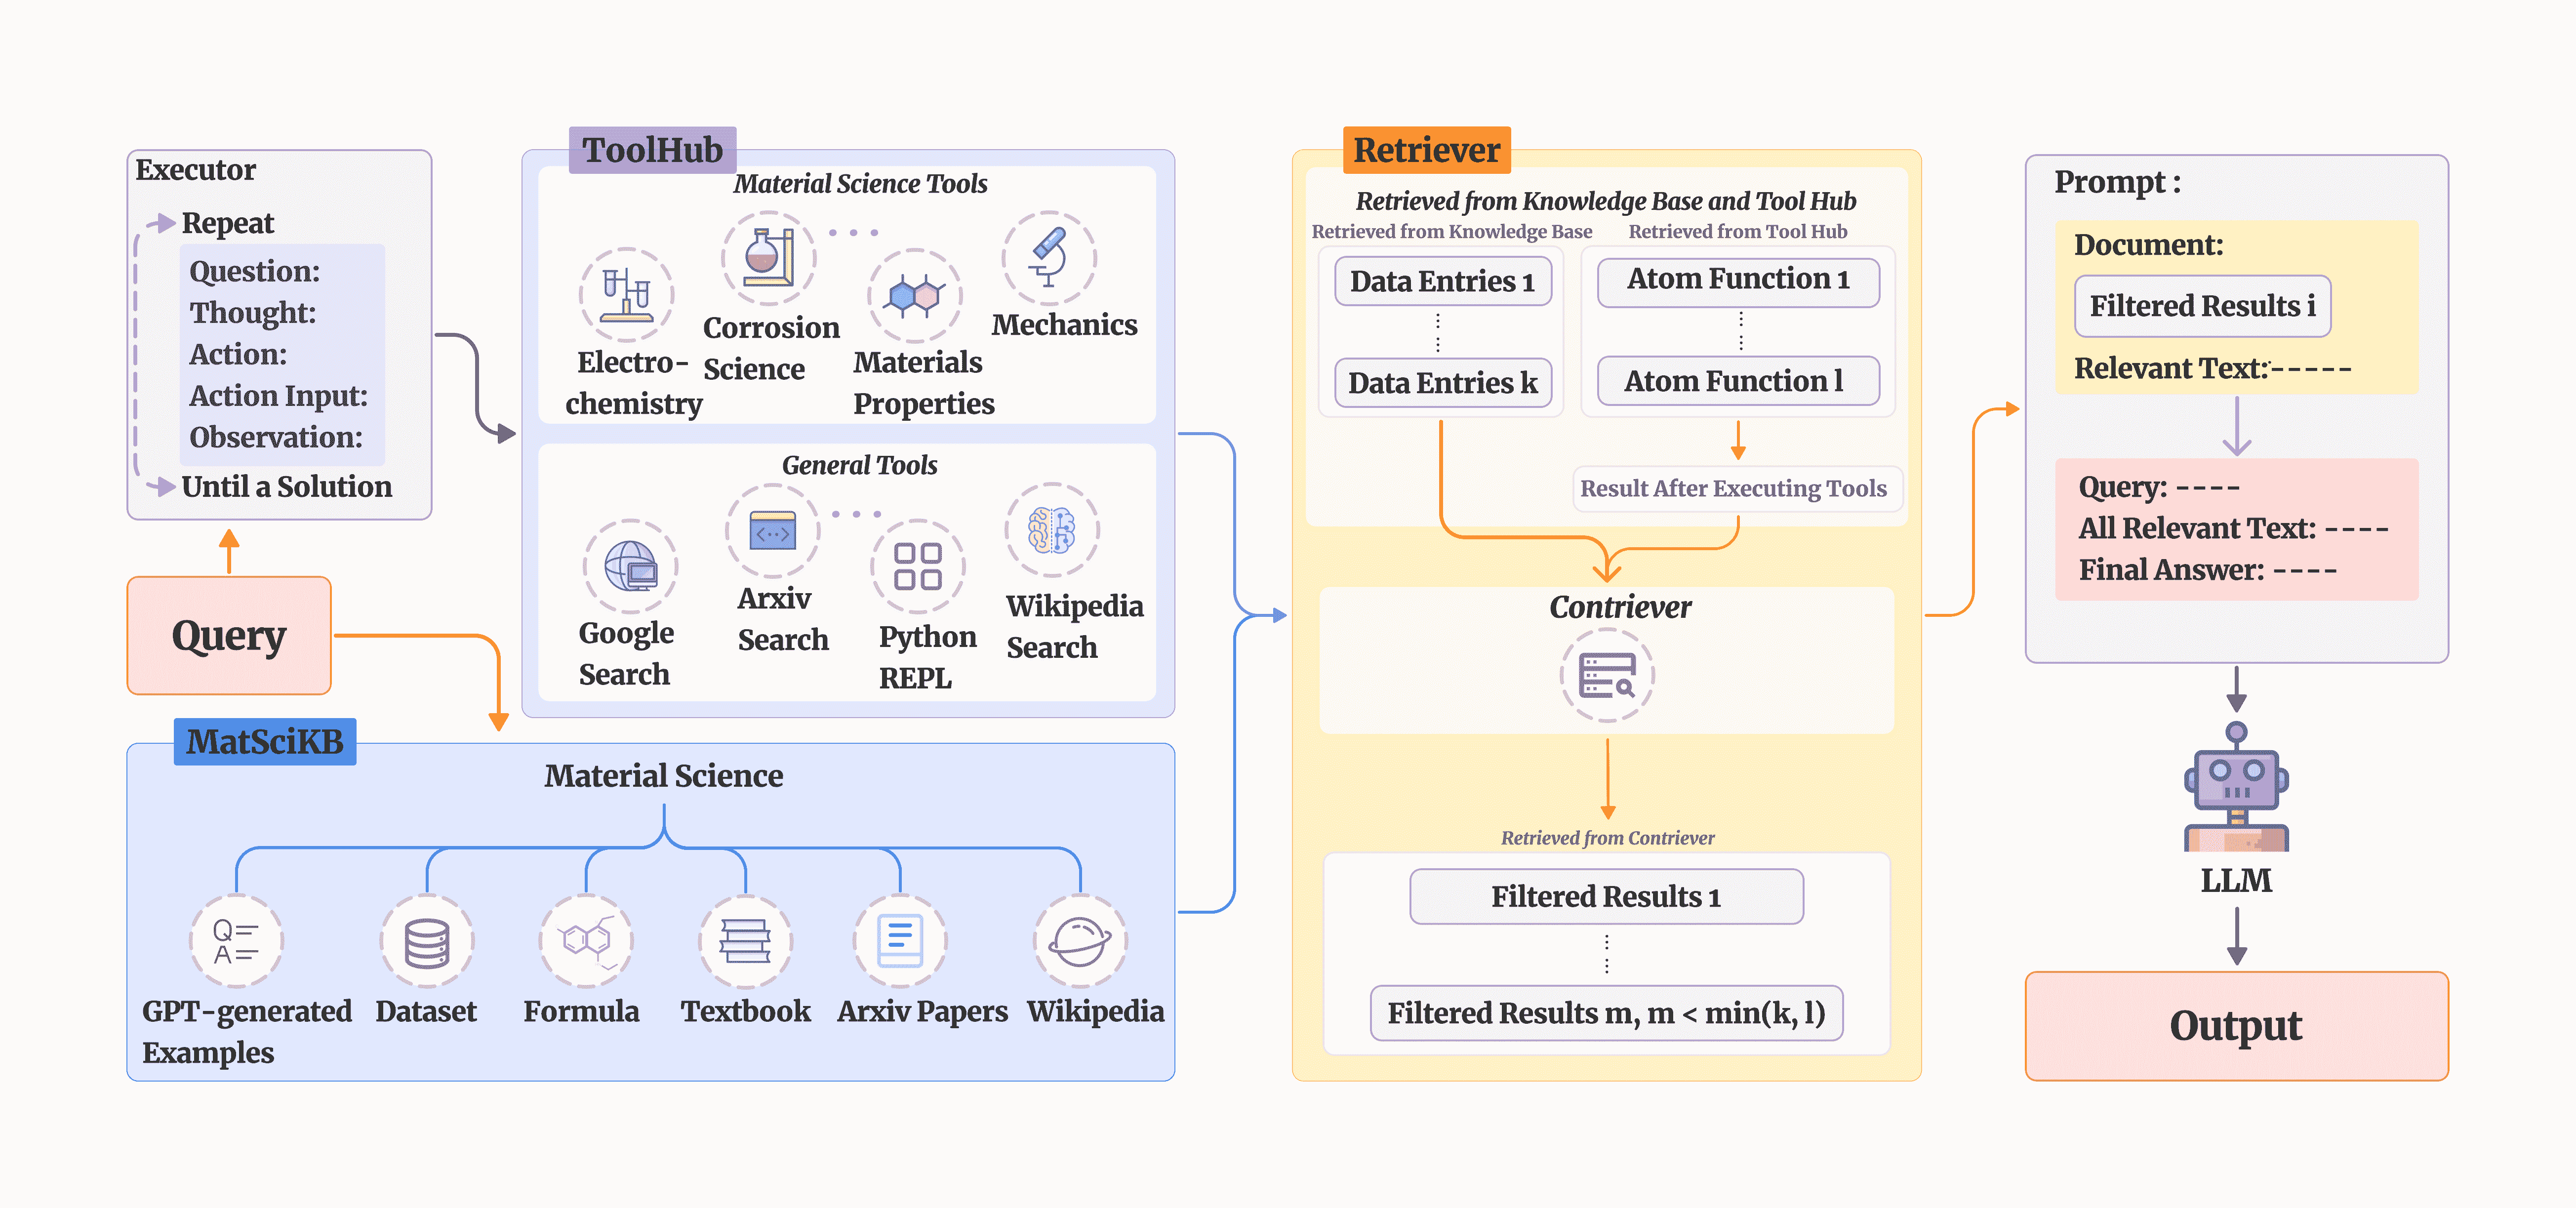 Executor
Repeat
Question:
Thought:
Action:
Action Input:
Observation:
Until a Solution
Query
ToolHub
Material Science Tools
Electro-
chemistry
Corrosion
Science
Materials
Properties
Mechanics
General Tools
Google
Search
Arxiv
Search
Python
REPL
Wikipedia
Search
MatSciKB
Material Science
Q
A
GPT-generated
Examples
Dataset
Formula
Textbook
Arxiv Papers
Wikipedia
Retriever
Retrieved from Knowledge Base and Tool Hub
Retrieved from Knowledge Base
Retrieved from Tool Hub
Data Entries 1
Data Entries k
Atom Function 1
Atom Function l
Result After Executing Tools
Contriever
Retrieved from Contriever
Filtered Results 1
Filtered Results m, m < min(k, l)
Prompt :
Document:
Filtered Results i
Relevant Text:-----
Query: ----
All Relevant Text: ----
Final Answer: ----
LLM
Output